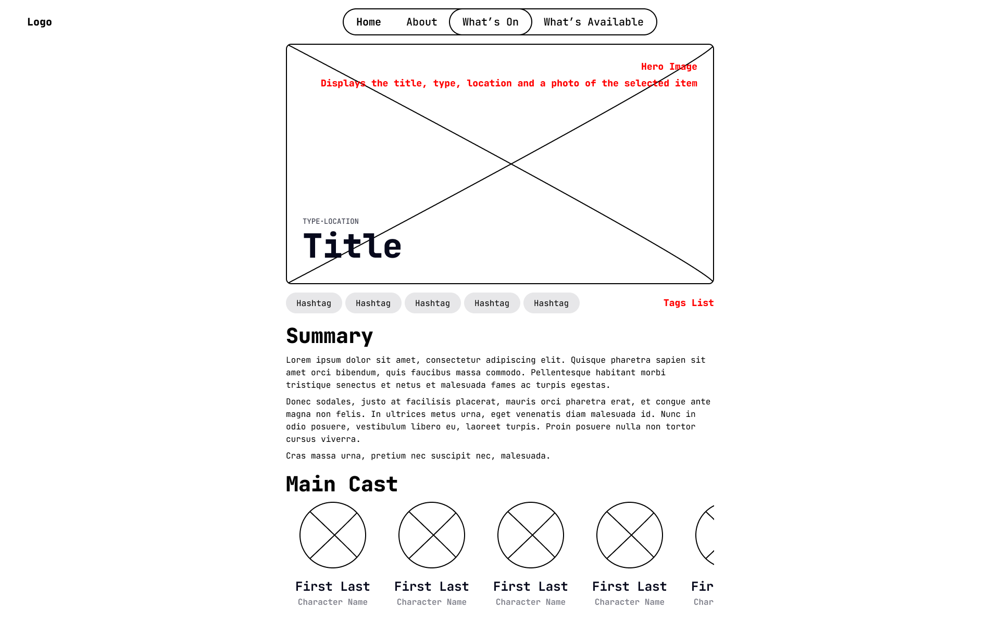 Logo
Home About What’s On What’s Available
Hero Image
Displays the title, type, location and a photo of the selected item
TYPE·LOCATION
Title
Hashtag Hashtag Hashtag Hashtag Hashtag
Tags List
Summary
Lorem ipsum dolor sit amet, consectetur adipiscing elit. Quisque pharetra sapien sit
amet orci bibendum, quis faucibus massa commodo. Pellentesque habitant morbi
tristique senectus et netus et malesuada fames ac turpis egestas.
Donec sodales, justo at facilisis placerat, mauris orci pharetra erat, et congue ante
magna non felis. In ultrices metus urna, eget venenatis diam malesuada id. Nunc in
odio posuere, vestibulum libero eu, laoreet turpis. Proin posuere nulla non tortor
cursus viverra.
Cras massa urna, pretium nec suscipit nec, malesuada.
Main Cast
First Last First Last First Last First Last Fir
Character Name Character Name Character Name Character Name Char